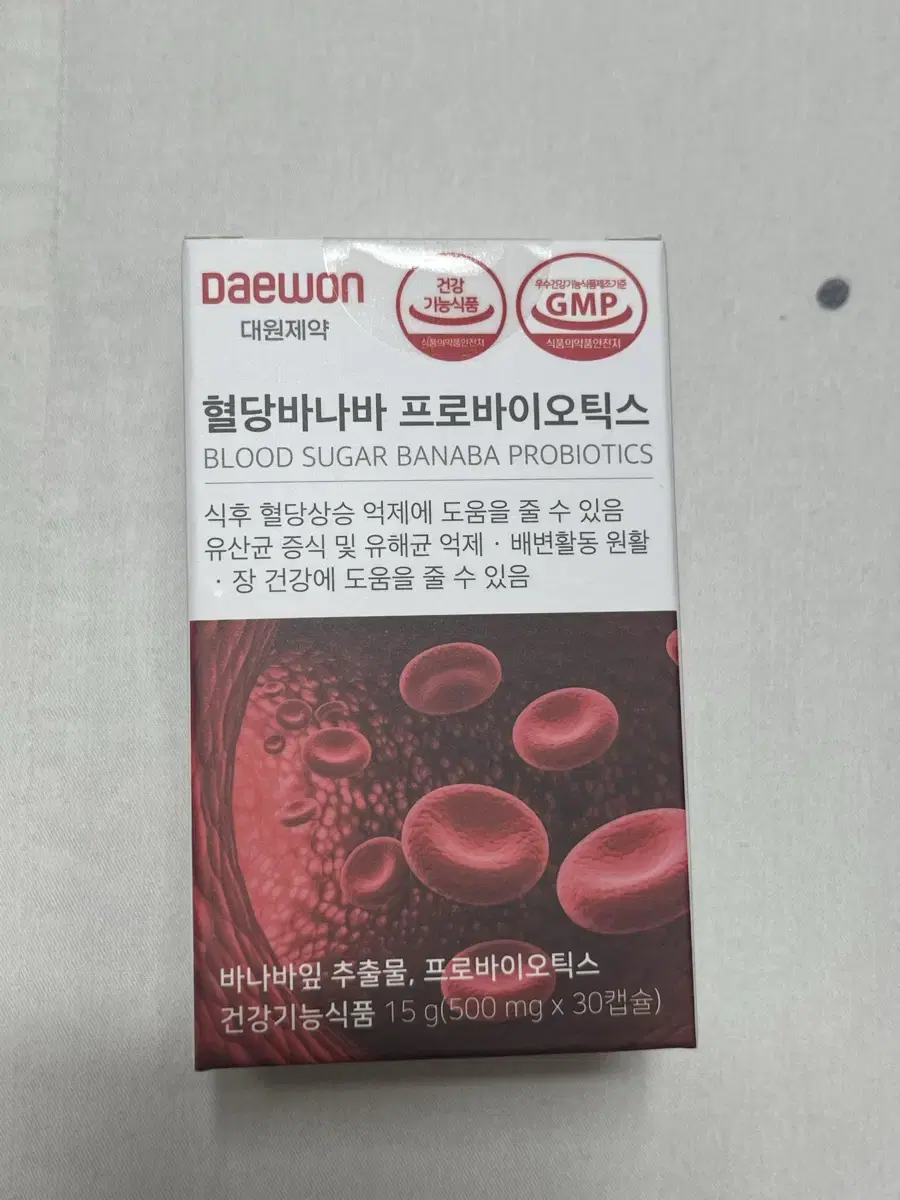 Daewon
대원제약
건강
기능식품
식품의약품안전처
우수건강기능식품제조기준
GMP
식품의약품안전처
혈당바나바 프로바이오틱스
BLOOD SUGAR BANABA PROBIOTICS
식후 혈당상승 억제에 도움을 줄 수 있음
유산균 증식 및 유해균 억제 · 배변활동 원활
· 장 건강에 도움을 줄 수 있음
바나바잎 추출물, 프로바이오틱스
건강기능식품 15 g(500 mg x 30캡슐)